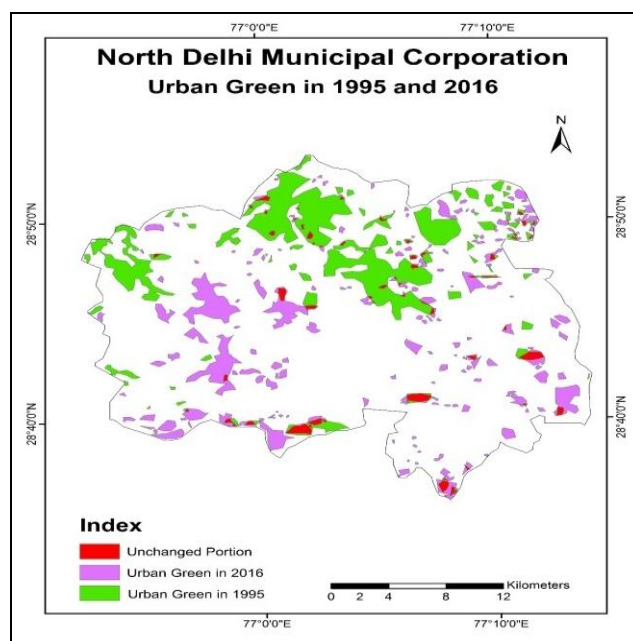 77°0'0"E 77°10'0"E
North Delhi Municipal Corporation
Urban Green in 1995 and 2016
N
28°50'0"N 28°50'0"N
28°40'0"N 28°40'0"N
Index
Unchanged Portion
Urban Green in 2016
Urban Green in 1995
Kilometers
0 2 4 8 12
77°0'0"E 77°10'0"E